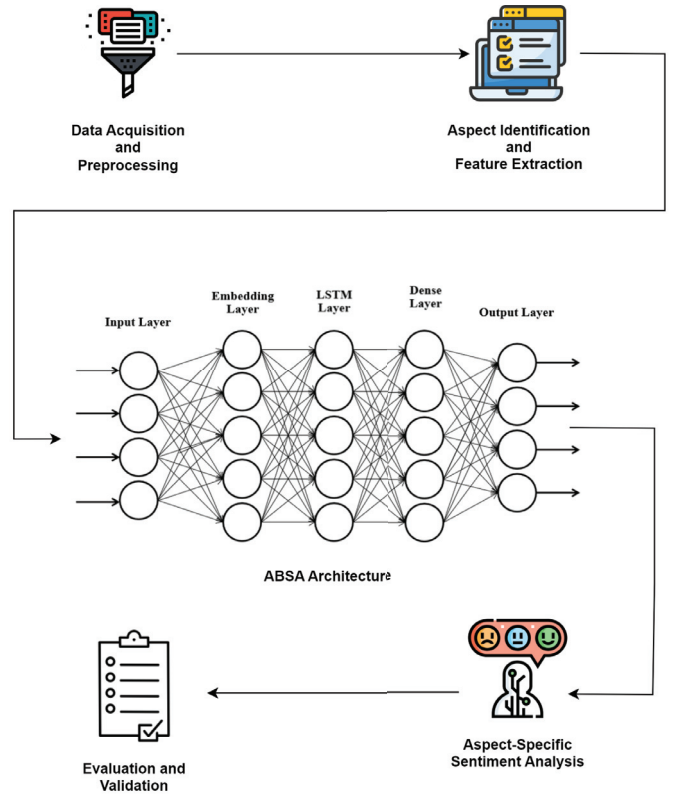 Data Acquisition
and
Preprocessing
Aspect Identification
and
Feature Extraction
Input Layer
Embedding
Layer
LSTM
Layer
Dense
Layer
Output Layer
ABSA Architecture
Aspect-Specific
Sentiment Analysis
Evaluation and
Validation